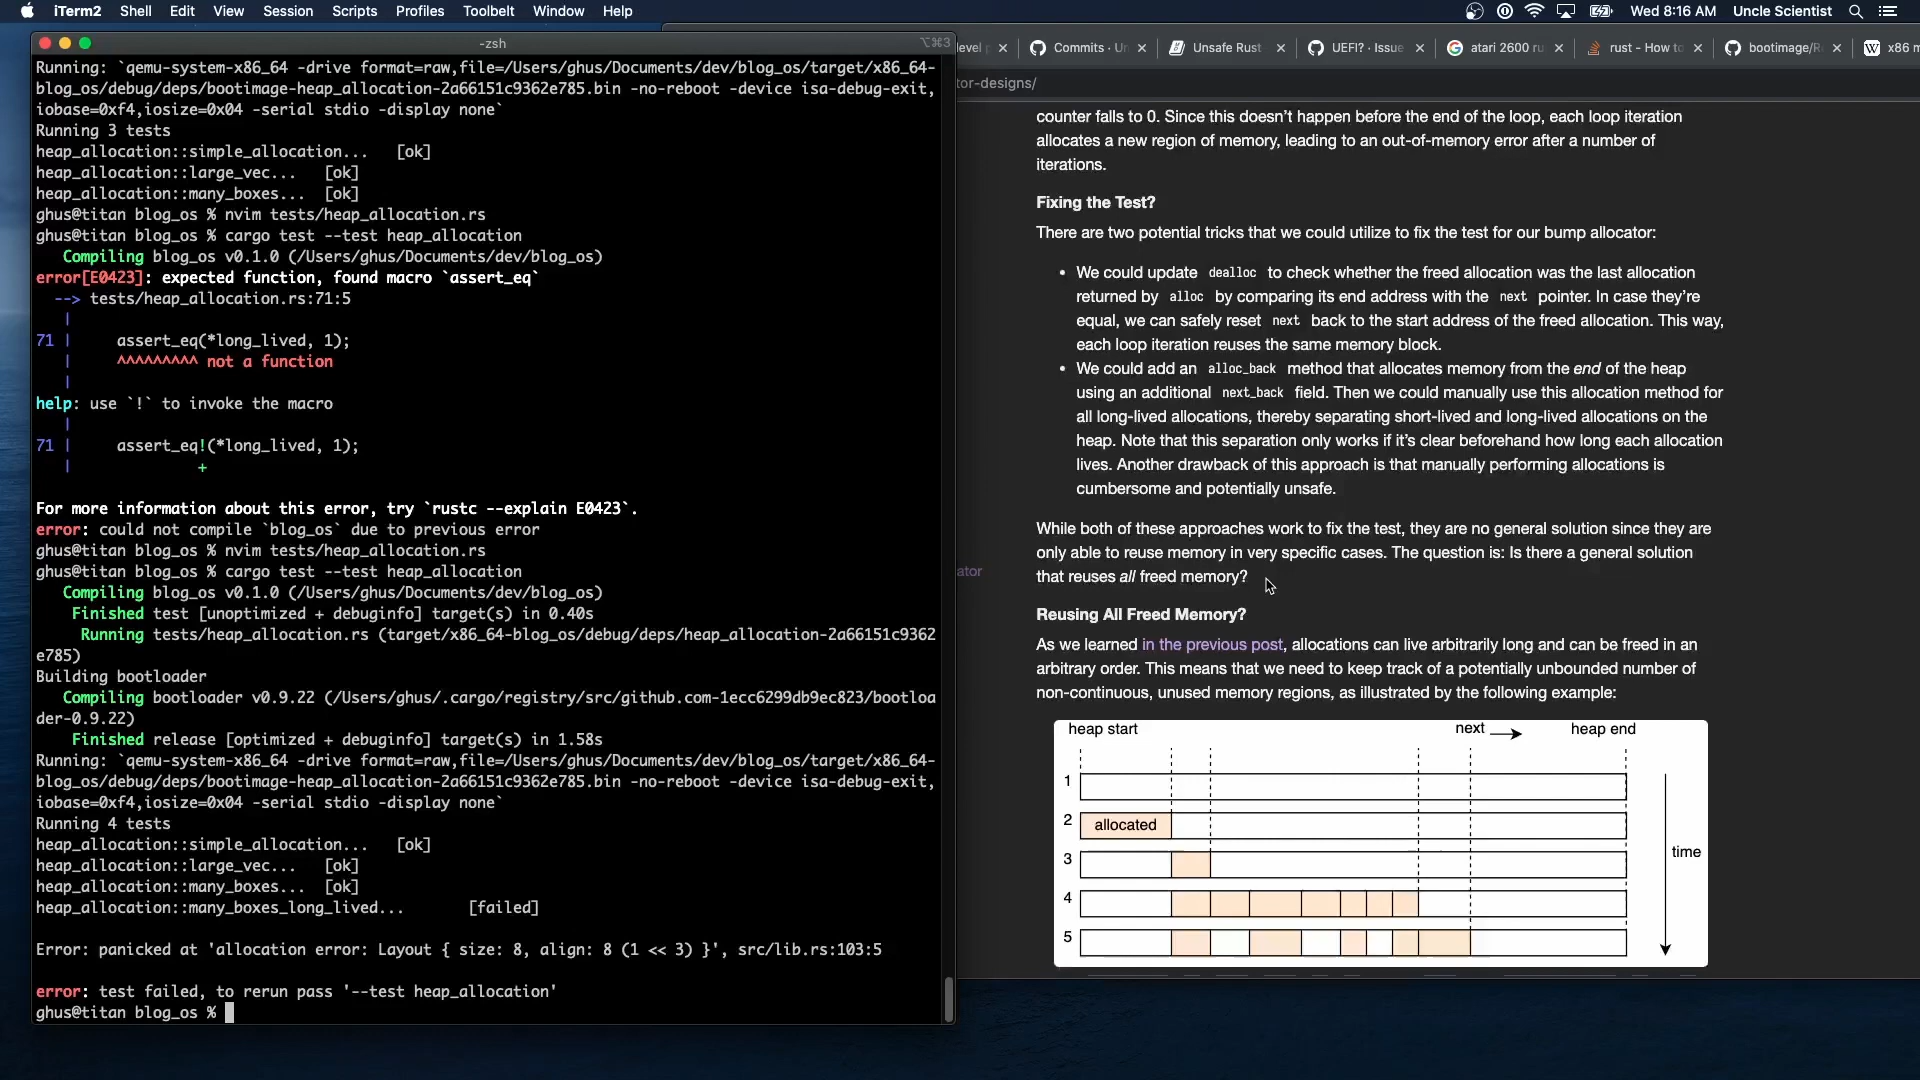 iTerm2 Shell Edit View Session Scripts Profiles Toolbelt Window Help
Wed 8:16 AM Uncle Scientist
-zsh
⌥⌘3
Running: `qemu-system-x86_64 -drive format=raw,file=/Users/ghus/Documents/dev/blog_os/target/x86_64-
blog_os/debug/deps/bootimage-heap_allocation-2a66151c9362e785.bin -no-reboot -device isa-debug-exit,
iobase=0xf4,iosize=0x04 -serial stdio -display none`
Running 3 tests
heap_allocation::simple_allocation... [ok]
heap_allocation::large_vec... [ok]
heap_allocation::many_boxes... [ok]
ghus@titan blog_os % nvim tests/heap_allocation.rs
ghus@titan blog_os % cargo test --test heap_allocation
Compiling blog_os v0.1.0 (/Users/ghus/Documents/dev/blog_os)
error[E0423]: expected function, found macro `assert_eq`
--> tests/heap_allocation.rs:71:5
|
71 | assert_eq(*long_lived, 1);
| ^^^^^^^^^ not a function
|
help: use `!` to invoke the macro
|
71 | assert_eq!(*long_lived, 1);
| +
For more information about this error, try `rustc --explain E0423`.
error: could not compile `blog_os` due to previous error
ghus@titan blog_os % nvim tests/heap_allocation.rs
ghus@titan blog_os % cargo test --test heap_allocation
Compiling blog_os v0.1.0 (/Users/ghus/Documents/dev/blog_os)
Finished test [unoptimized + debuginfo] target(s) in 0.40s
Running tests/heap_allocation.rs (target/x86_64-blog_os/debug/deps/heap_allocation-2a66151c9362
e785)
Building bootloader
Compiling bootloader v0.9.22 (/Users/ghus/.cargo/registry/src/github.com-1ecc6299db9ec823/bootloa
der-0.9.22)
Finished release [optimized + debuginfo] target(s) in 1.58s
Running: `qemu-system-x86_64 -drive format=raw,file=/Users/ghus/Documents/dev/blog_os/target/x86_64-
blog_os/debug/deps/bootimage-heap_allocation-2a66151c9362e785.bin -no-reboot -device isa-debug-exit,
iobase=0xf4,iosize=0x04 -serial stdio -display none`
Running 4 tests
heap_allocation::simple_allocation... [ok]
heap_allocation::large_vec... [ok]
heap_allocation::many_boxes... [ok]
heap_allocation::many_boxes_long_lived... [failed]
Error: panicked at 'allocation error: Layout { size: 8, align: 8 (1 << 3) }', src/lib.rs:103:5
error: test failed, to rerun pass '--test heap_allocation'
ghus@titan blog_os %
level p Commits · Un Unsafe Rust UEFI? · Issue atari 2600 ru rust - How to bootimage/R x86 m
tor-designs/
ator
counter falls to 0. Since this doesn't happen before the end of the loop, each loop iteration
allocates a new region of memory, leading to an out-of-memory error after a number of
iterations.
Fixing the Test?
There are two potential tricks that we could utilize to fix the test for our bump allocator:
• We could update dealloc to check whether the freed allocation was the last allocation
returned by alloc by comparing its end address with the next pointer. In case they're
equal, we can safely reset next back to the start address of the freed allocation. This way,
each loop iteration reuses the same memory block.
• We could add an alloc_back method that allocates memory from the end of the heap
using an additional next_back field. Then we could manually use this allocation method for
all long-lived allocations, thereby separating short-lived and long-lived allocations on the
heap. Note that this separation only works if it's clear beforehand how long each allocation
lives. Another drawback of this approach is that manually performing allocations is
cumbersome and potentially unsafe.
While both of these approaches work to fix the test, they are no general solution since they are
only able to reuse memory in very specific cases. The question is: Is there a general solution
that reuses all freed memory?
Reusing All Freed Memory?
As we learned in the previous post, allocations can live arbitrarily long and can be freed in an
arbitrary order. This means that we need to keep track of a potentially unbounded number of
non-continuous, unused memory regions, as illustrated by the following example:
heap start next heap end
1
2 allocated
3
4
5
time